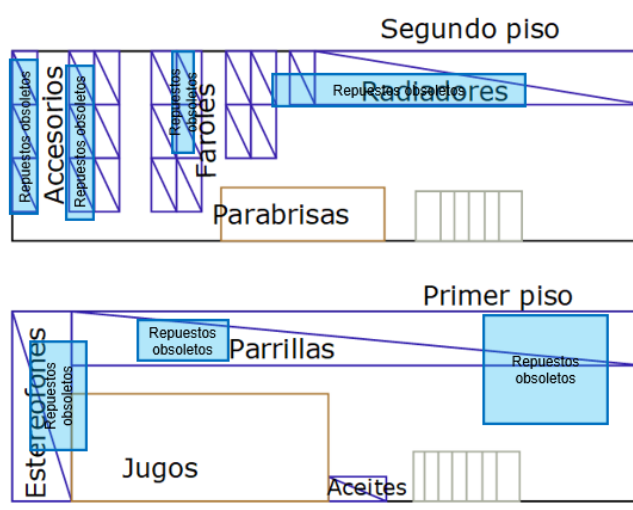 Segundo piso
Repuestos obsoletos
Accesorios
Repuestos obsoletos
Repuestos obsoletos
Faroles
Repuestos obsoletos
Radiadores
Parabrisas
Primer piso
Estereofones
Repuestos
obsoletos
Repuestos
obsoletos
Parrillas
Repuestos
obsoletos
Jugos
Aceites